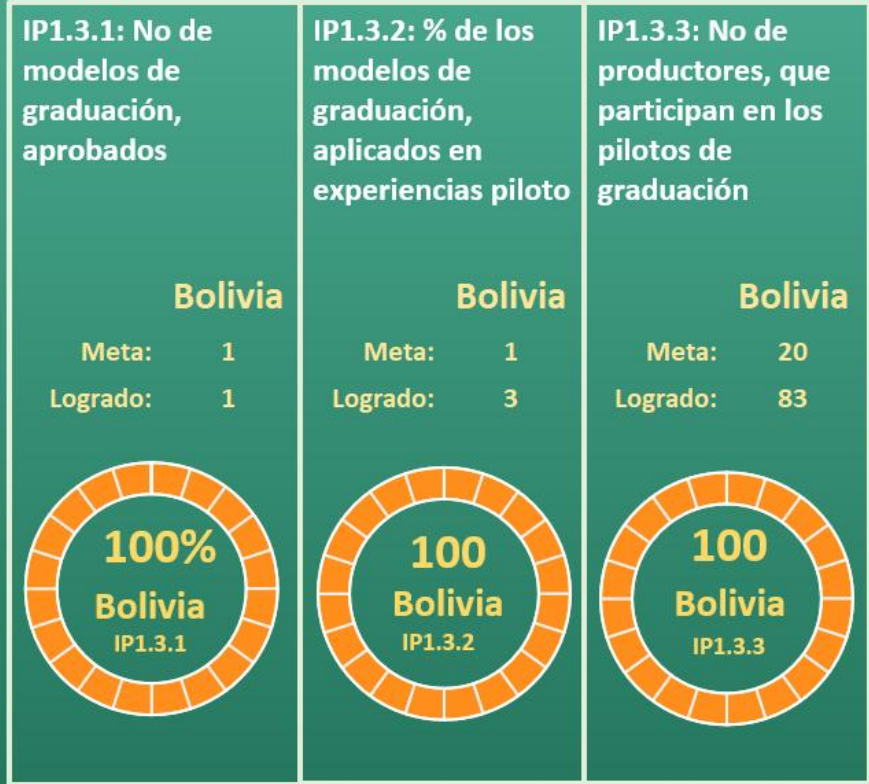 IP1.3.1: No de
modelos de
graduación,
aprobados
Bolivia
Meta: 1
Logrado: 1
100%
Bolivia
IP1.3.1
IP1.3.2: % de los
modelos de
graduación,
aplicados en
experiencias piloto
Bolivia
Meta: 1
Logrado: 3
100
Bolivia
IP1.3.2
IP1.3.3: No de
productores, que
participan en los
pilotos de
graduación
Bolivia
Meta: 20
Logrado: 83
100
Bolivia
IP1.3.3